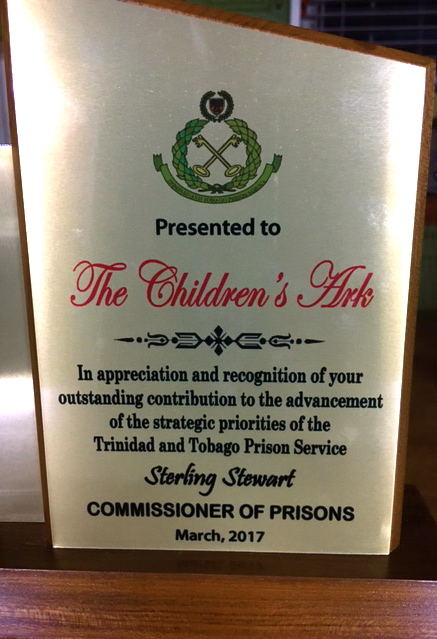 Presented to
The Children's Ark
In appreciation and recognition of your
outstanding contribution to the advancement
of the strategic priorities of the
Trinidad and Tobago Prison Service
Sterling Stewart
COMMISSIONER OF PRISONS
March, 2017